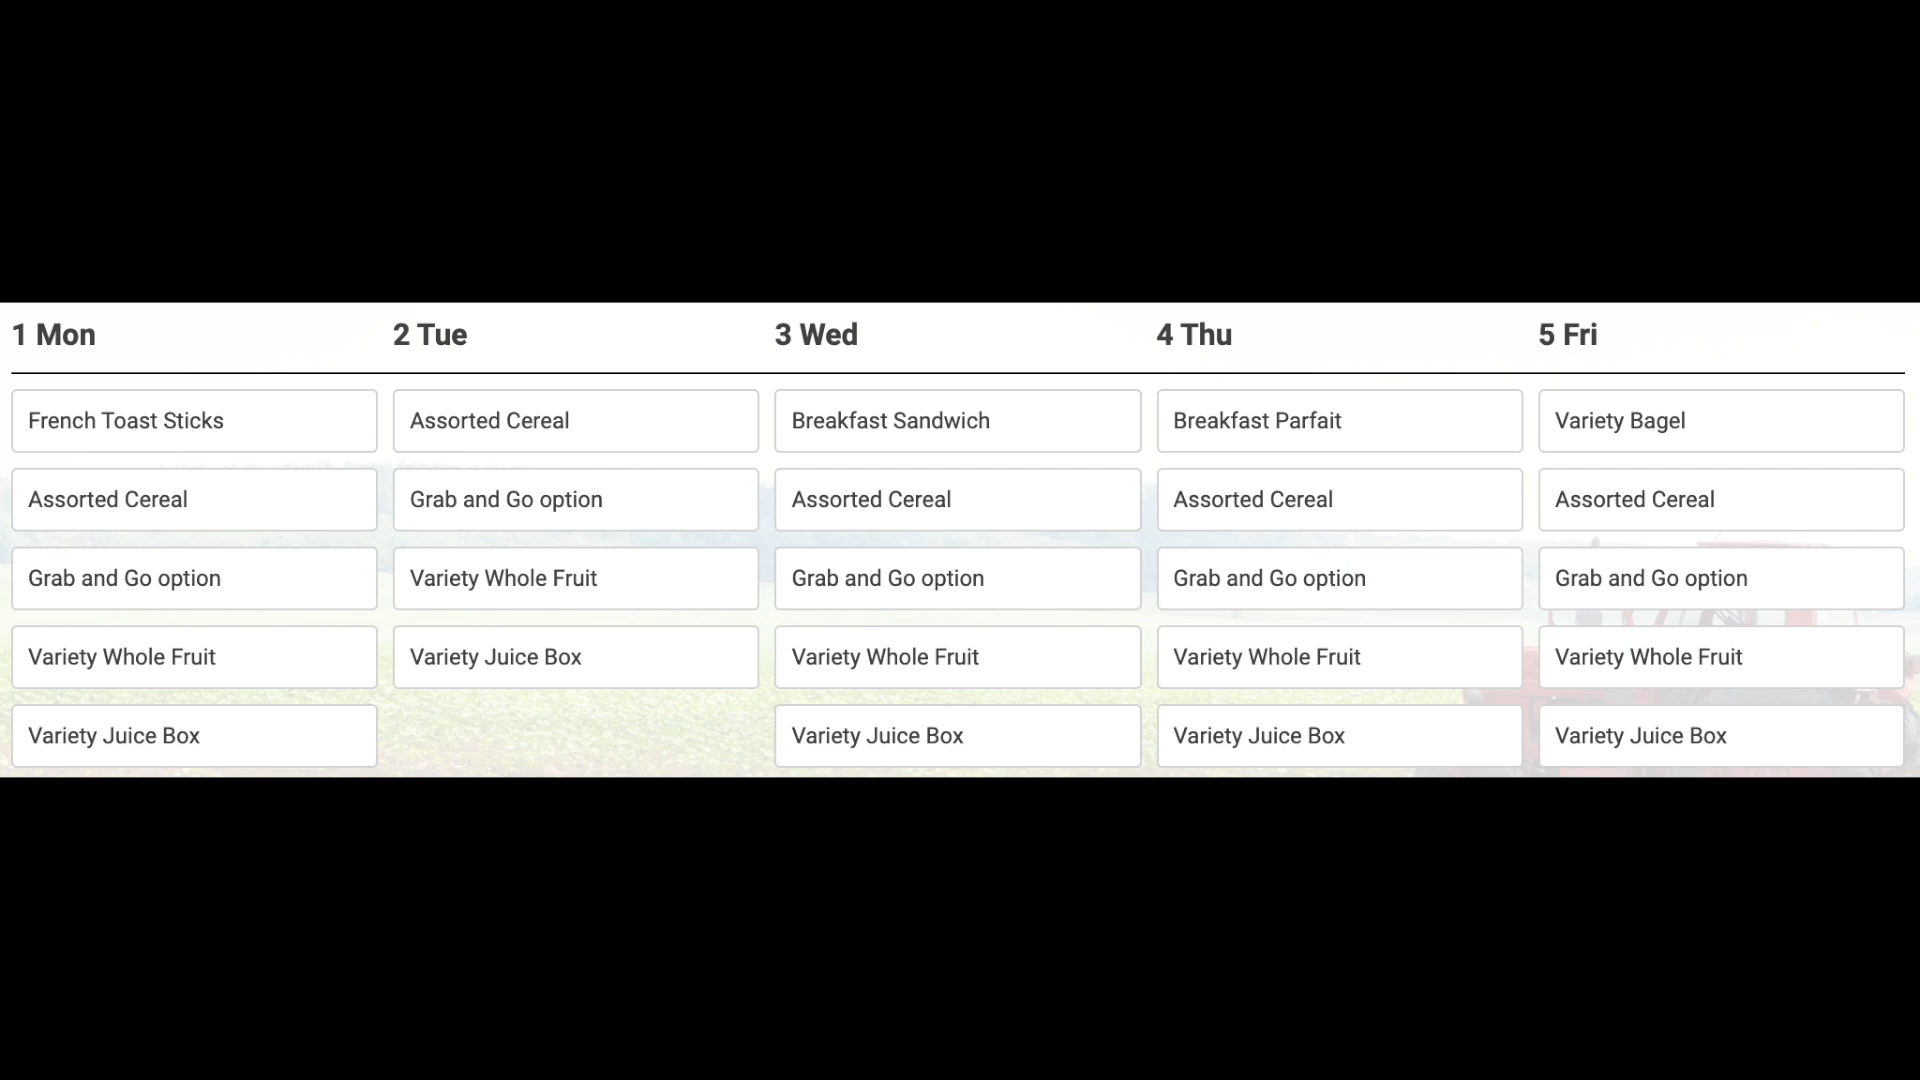 1 Mon
French Toast Sticks
Assorted Cereal
Grab and Go option
Variety Whole Fruit
Variety Juice Box
2 Tue
Assorted Cereal
Grab and Go option
Variety Whole Fruit
Variety Juice Box
3 Wed
Breakfast Sandwich
Assorted Cereal
Grab and Go option
Variety Whole Fruit
Variety Juice Box
4 Thu
Breakfast Parfait
Assorted Cereal
Grab and Go option
Variety Whole Fruit
Variety Juice Box
5 Fri
Variety Bagel
Assorted Cereal
Grab and Go option
Variety Whole Fruit
Variety Juice Box